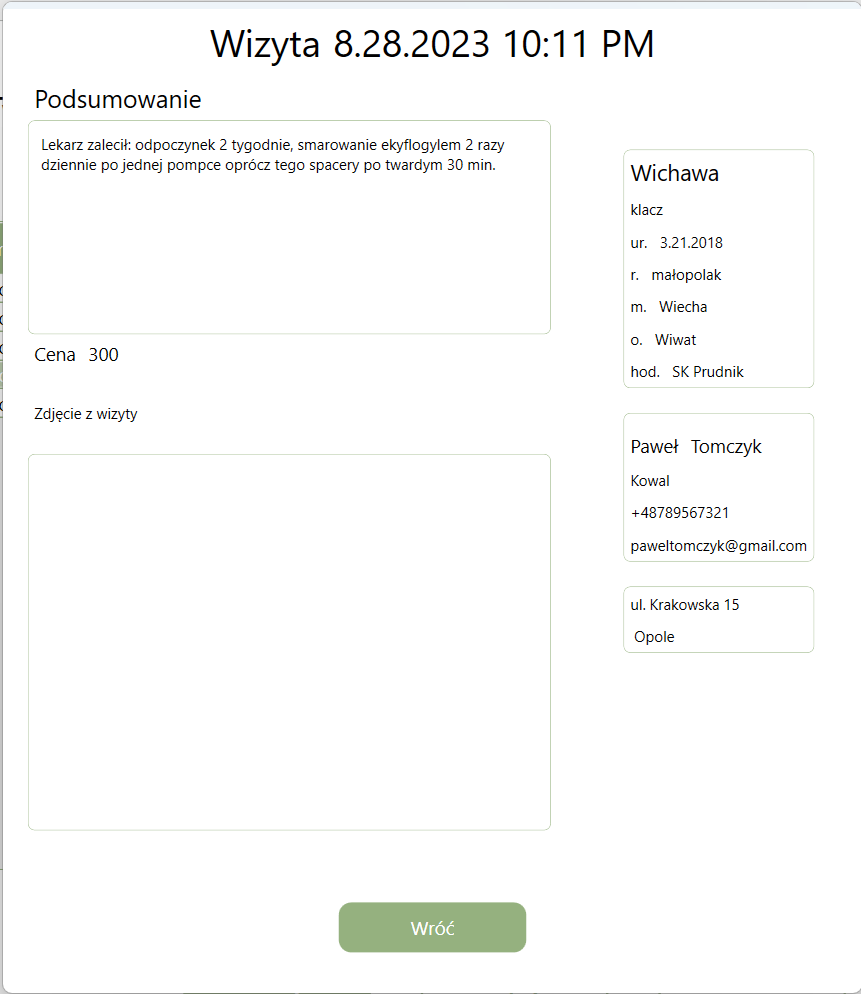 Wizyta 8.28.2023 10:11 PM
Podsumowanie
Lekarz zalecił: odpoczynek 2 tygodnie, smarowanie ekyflogylem 2 razy
dziennie po jednej pompce oprócz tego spacery po twardym 30 min.
Cena 300
Zdjęcie z wizyty
Wichawa
klacz
ur. 3.21.2018
r. małopolak
m. Wiecha
o. Wiwat
hod. SK Prudnik
Paweł Tomczyk
Kowal
+48789567321
paweltomczyk@gmail.com
ul. Krakowska 15
Opole
Wróć